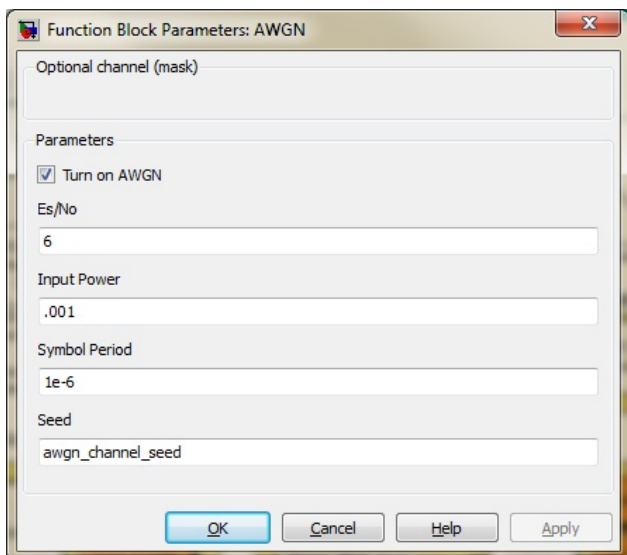 Function Block Parameters: AWGN
Optional channel (mask)
Parameters
Turn on AWGN
Es/No
6
Input Power
.001
Symbol Period
1e-6
Seed
awgn_channel_seed
OK Cancel Help Apply